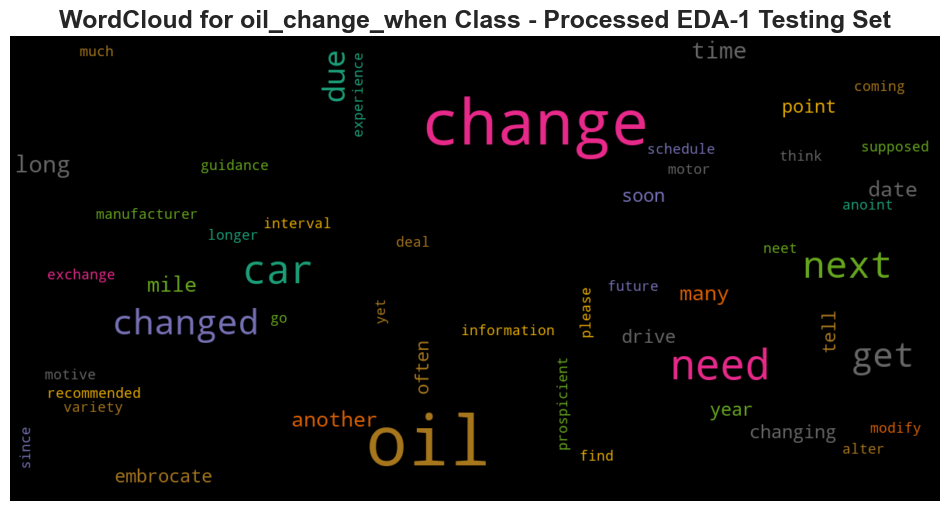 WordCloud for oil_change_when Class - Processed EDA-1 Testing Set
much
due
experience
time
coming
change
point
schedule
think
supposed
long
guidance
motor
soon
date
anoint
manufacturer
interval
longer
deal
neet
exchange
car
next
mile
future
many
changed
go
yet
information
please
drive
tell
often
need
get
motive
recommended
variety
prospicient
year
another
oil
changing
modify
since
find
alter
embrocate